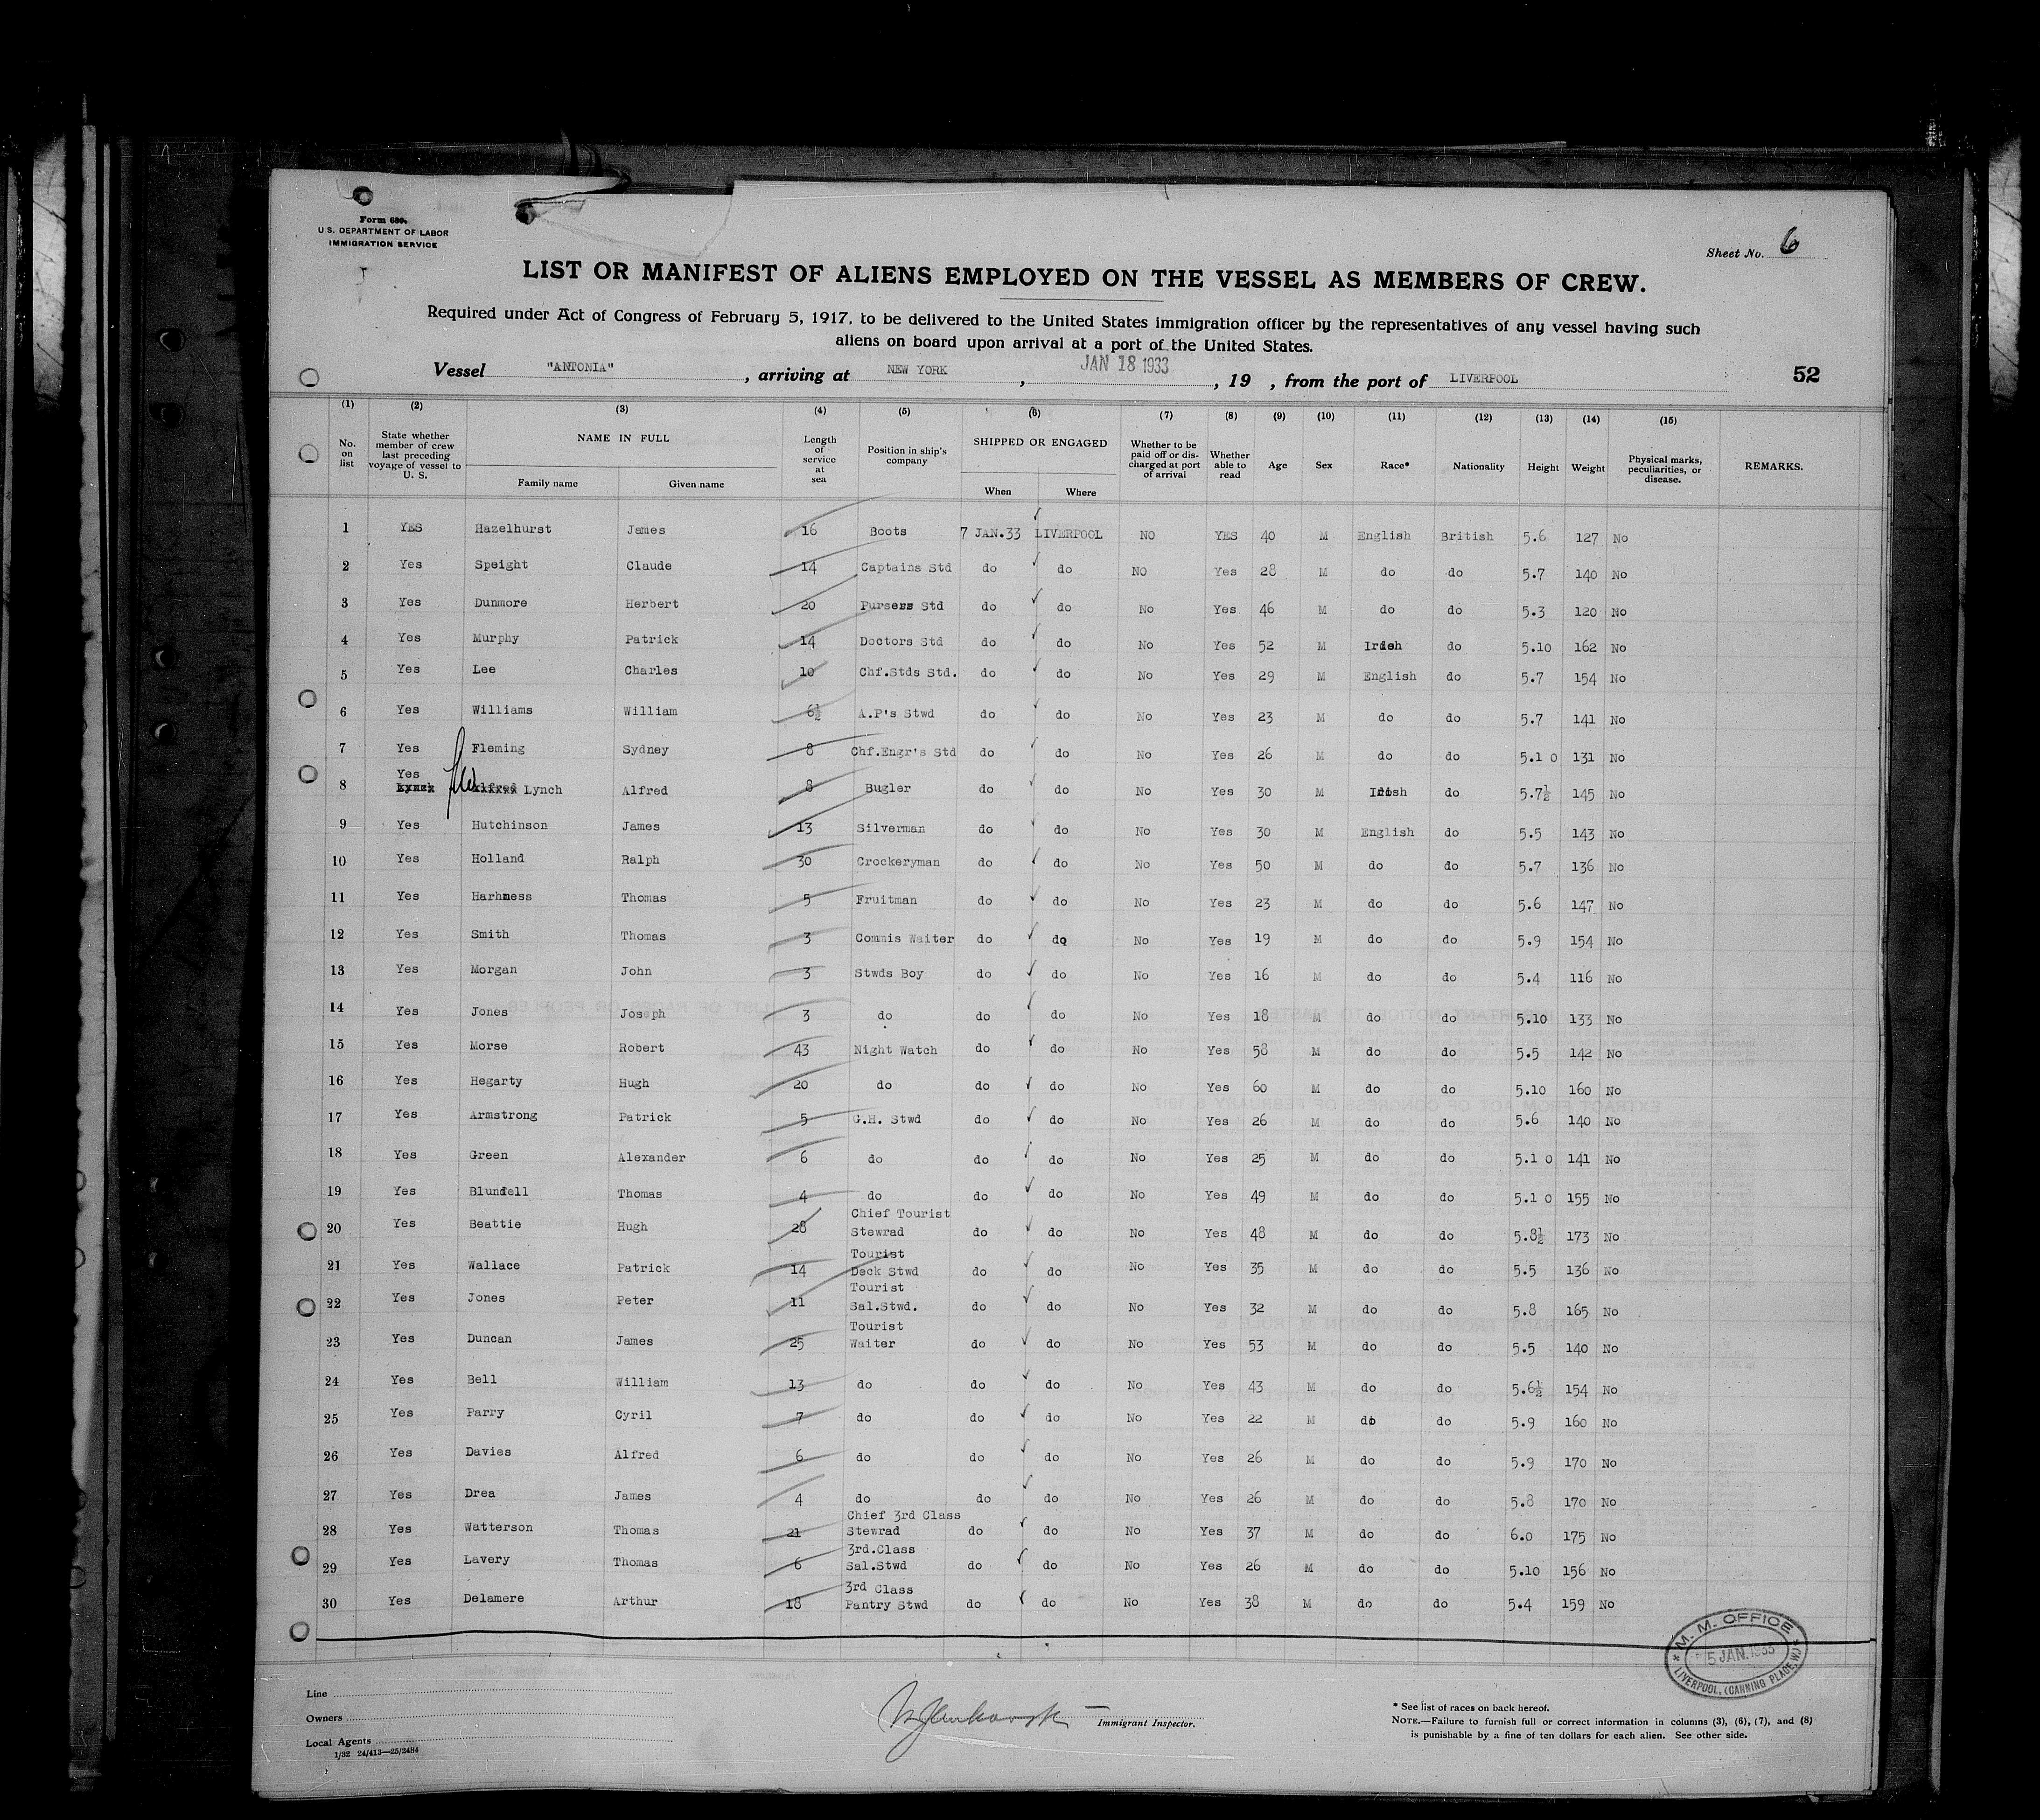 Form 680.
U.S. DEPARTMENT OF LABOR
IMMIGRATION SERVICE
Sheet No. 6
LIST OR MANIFEST OF ALIENS EMPLOYED ON THE VESSEL AS MEMBERS OF CREW.
Required under Act of Congress of February 5, 1917, to be delivered to the United States immigration officer by the representatives of any vessel having such
aliens on board upon arrival at a port of the United States.
Vessel "ANTONIA", arriving at NEW YORK, JAN 18 1933, 19 , from the port of LIVERPOOL 52
(1) (2) (3) (4) (5) (6) (7) (8) (9) (10) (11) (12) (13) (14) (15)
No. on list State whether member of crew last preceding voyage of vessel to U. S. NAME IN FULL Length of service at sea Position in ship's company SHIPPED OR ENGAGED Whether to be paid off or discharged at port of arrival Whether able to read Age Sex Race* Nationality Height Weight Physical marks, peculiarities, or disease. REMARKS.
Family name Given name When Where
1 YES Hazelhurst James 16 Boots 7 JAN.33 LIVERPOOL NO YES 40 M English British 5.6 127 No
2 Yes Speight Claude 14 Captains Std do do NO Yes 28 M do do 5.7 140 No
3 Yes Dunmore Herbert 20 Pursers Std do do No Yes 46 M do do 5.3 120 No
4 Yes Murphy Patrick 14 Doctors Std do do No Yes 52 M Irish do 5.10 162 No
5 Yes Lee Charles 10 Chf.Stds Std. do do No Yes 29 M English do 5.7 154 No
6 Yes Williams William 6½ A.P's Stwd do do No Yes 23 M do do 5.7 141 No
7 Yes Fleming Sydney 8 Chf.Engr's Std do do No Yes 26 M do do 5.1 0 131 No
8 Yes Lynch Alfred Lynch Alfred 8 Bugler do do No Yes 30 M Irish do 5.7½ 145 No
9 Yes Hutchinson James 13 Silverman do do No Yes 30 M English do 5.5 143 No
10 Yes Holland Ralph 30 Crockeryman do do No Yes 50 M do do 5.7 136 No
11 Yes Harhness Thomas 5 Fruitman do do No Yes 23 M do do 5.6 147 No
12 Yes Smith Thomas 3 Commis Waiter do do No Yes 19 M do do 5.9 154 No
13 Yes Morgan John 3 Stwds Boy do do No Yes 16 M do do 5.4 116 No
14 Yes Jones Joseph 3 do do do No Yes 18 M do do 5.10 133 No
15 Yes Morse Robert 43 Night Watch do do No Yes 58 M do do 5.5 142 No
16 Yes Hegarty Hugh 20 do do do No Yes 60 M do do 5.10 160 No
17 Yes Armstrong Patrick 5 G.H. Stwd do do No Yes 26 M do do 5.6 140 No
18 Yes Green Alexander 6 do do do No Yes 25 M do do 5.1 0 141 No
19 Yes Blundell Thomas 4 do do do No Yes 49 M do do 5.1 0 155 No
20 Yes Beattie Hugh 28 Chief Tourist Stewrad do do No Yes 48 M do do 5.8½ 173 No
21 Yes Wallace Patrick 14 Tourist Deck Stwd do do No Yes 35 M do do 5.5 136 No
22 Yes Jones Peter 11 Tourist Sal.Stwd. do do No Yes 32 M do do 5.8 165 No
23 Yes Duncan James 25 Tourist Waiter do do No Yes 53 M do do 5.5 140 No
24 Yes Bell William 13 do do do No Yes 43 M do do 5.6½ 154 No
25 Yes Parry Cyril 7 do do do No Yes 22 M do do 5.9 160 No
26 Yes Davies Alfred 6 do do do No Yes 26 M do do 5.9 170 No
27 Yes Drea James 4 do do do No Yes 26 M do do 5.8 170 No
28 Yes Watterson Thomas 21 Chief 3rd Class Stewrad do do No Yes 37 M do do 6.0 175 No
29 Yes Lavery Thomas 6 3rd.Class Sal.Stwd do do No Yes 26 M do do 5.10 156 No
30 Yes Delamere Arthur 18 3rd Class Pantry Stwd do do No Yes 38 M do do 5.4 159 No
M. M. OFFICE
5 JAN. 1933
LIVERPOOL, (CANNING PLACE, W.)
Line
Owners
Local Agents
1/32 24/413—25/2484
Immigrant Inspector.
* See list of races on back hereof.
NOTE.—Failure to furnish full or correct information in columns (3), (6), (7), and (8)
is punishable by a fine of ten dollars for each alien. See other side.